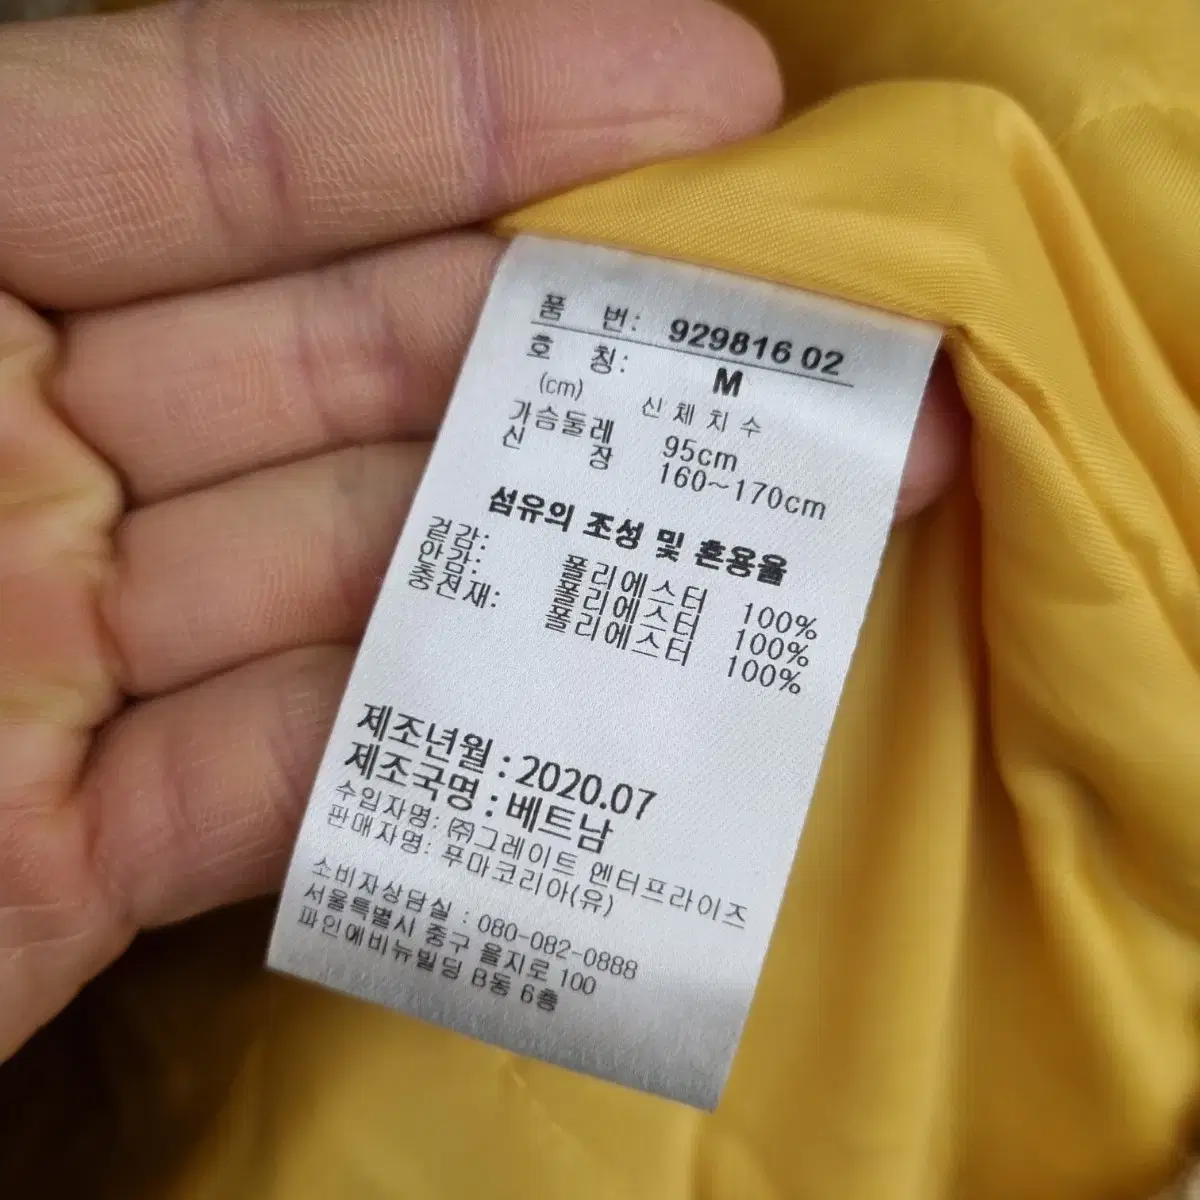 품 번: 929816 02
호 칭: M
(cm) 신체치수
가슴둘레 95cm
신 장 160~170cm
섬유의 조성 및 혼용율
겉감: 폴리에스터 100%
안감: 폴리에스터 100%
충전재: 폴리에스터 100%
제조년월 : 2020.07
제조국명 : 베트남
수입자명: ㈜그레이트 엔터프라이즈
판매자명: 푸마코리아(유)
소비자상담실 : 080-082-0888
서울특별시 중구 을지로 100
파인에비뉴빌딩 B동 6층